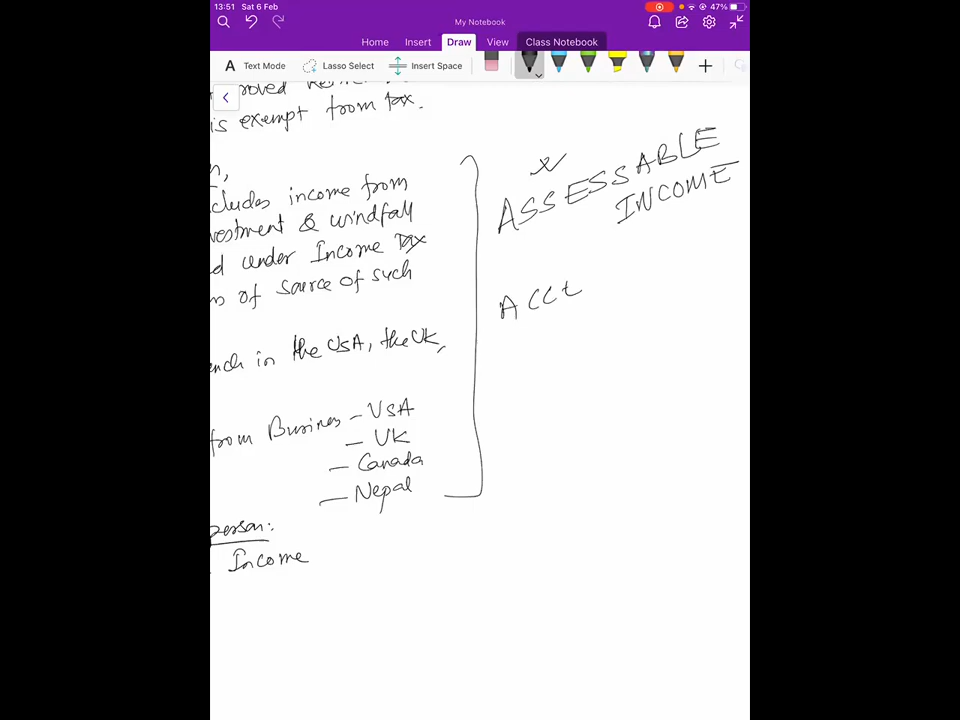 13:51 Sat 6 Feb
47%
My Notebook
Home Insert Draw View Class Notebook
A Text Mode Lasso Select Insert Space
is exempt from tax.
cludes income from
vestment & windfall
d under Income tax
of source of such
in the USA, the UK,
from Business - USA
- UK
- Canada
- Nepal
person:
Income
ASSESSABLE
INCOME
ACCt